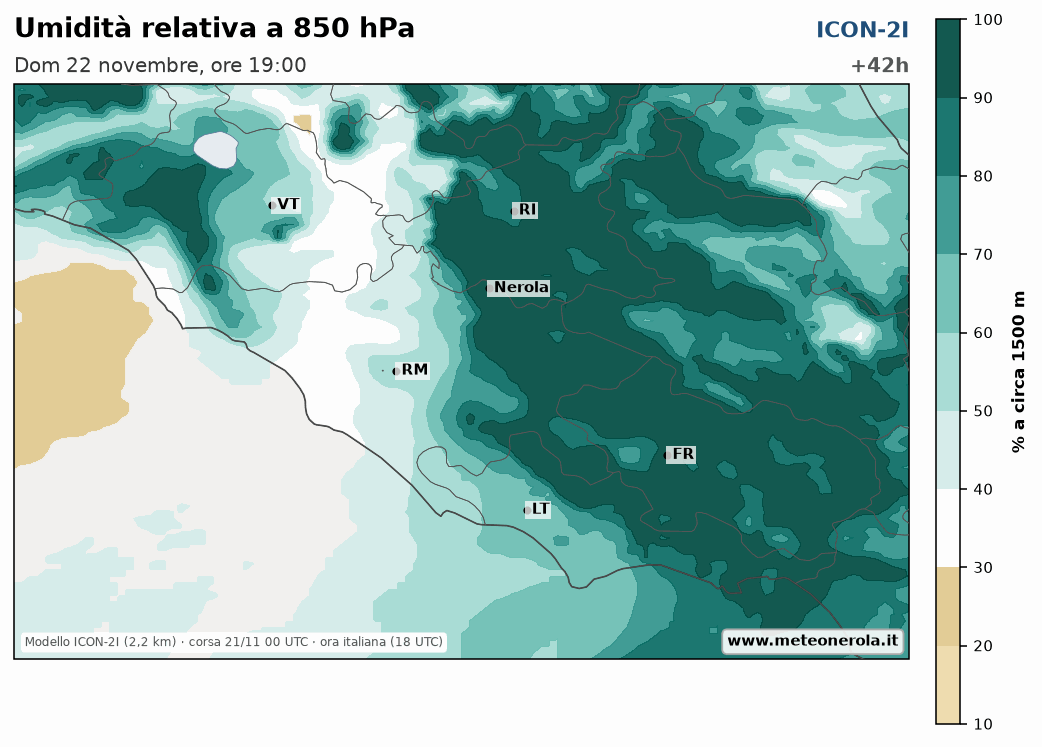 Umidità relativa a 850 hPa
ICON-2I
Dom 22 novembre, ore 19:00
+42h
VT
RI
Nerola
RM
FR
LT
Modello ICON-2I (2,2 km) · corsa 21/11 00 UTC · ora italiana (18 UTC)
www.meteonerola.it
100
90
80
70
60
50
40
30
20
10
% a circa 1500 m